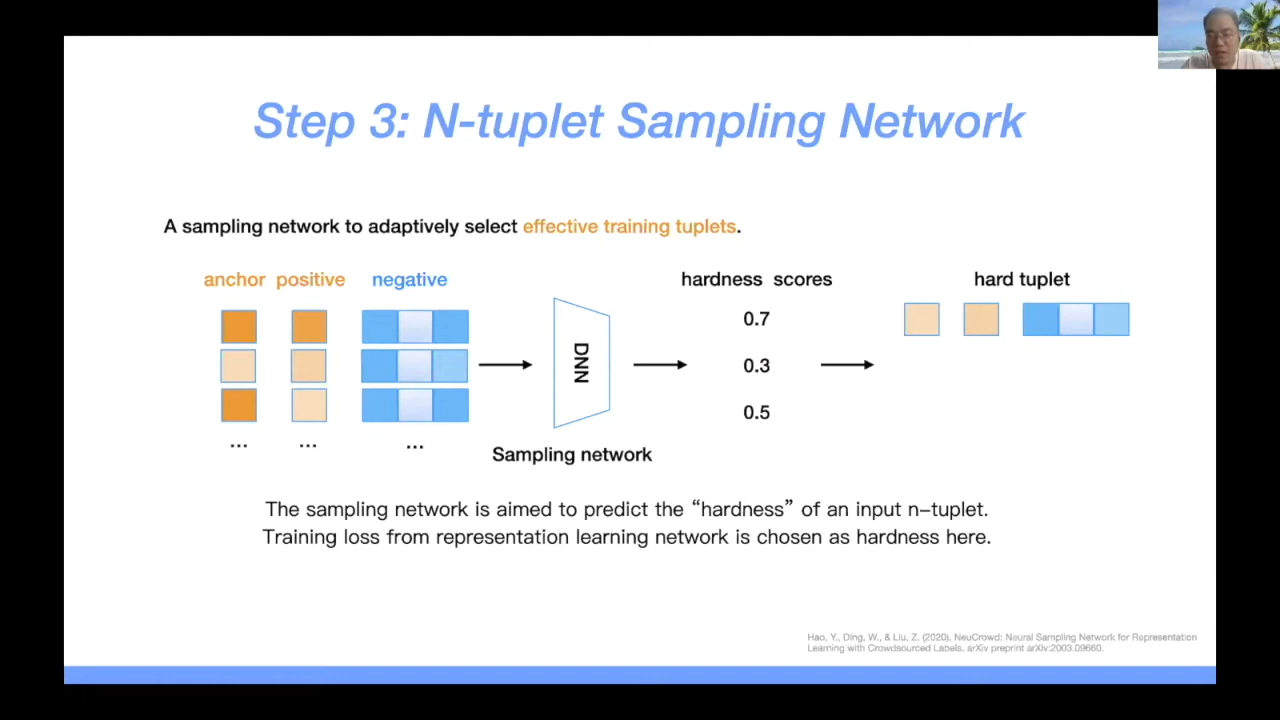 Step 3: N-tuplet Sampling Network
A sampling network to adaptively select effective training tuplets.
anchor positive negative hardness scores hard tuplet
0.7
DNN
0.3
0.5
... ... ...
Sampling network
The sampling network is aimed to predict the “hardness” of an input n-tuplet.
Training loss from representation learning network is chosen as hardness here.
Hao, Y., Ding, W., & Liu, Z. (2020). NeuCrowd: Neural Sampling Network for Representation
Learning with Crowdsourced Labels. arXiv preprint arXiv:2003.09660.